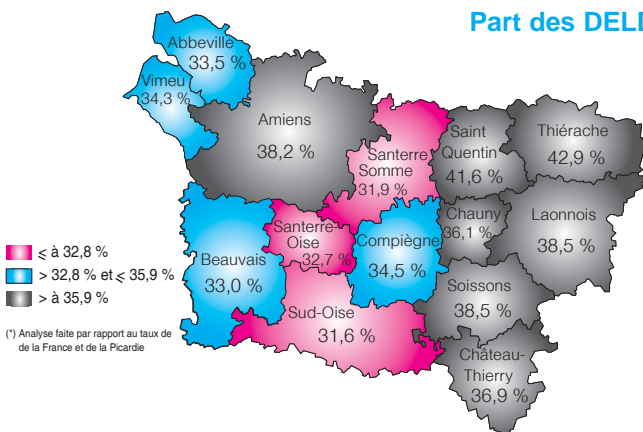 Part des DELD
Abbeville
33,5 %
Vimeu
34,3 %
Amiens
38,2 %
Santerre
Somme
31,9 %
Saint
Quentin
41,6 %
Thiérache
42,9 %
Chauny
36,1 %
Laonnois
38,5 %
Santerre-
Oise
32,7 %
Compiègne
34,5 %
Beauvais
33,0 %
Soissons
38,5 %
Sud-Oise
31,6 %
Château-
Thierry
36,9 %
⩽ à 32,8 %
> 32,8 % et ⩽ 35,9 %
> à 35,9 %
(*) Analyse faite par rapport au taux de
de la France et de la Picardie